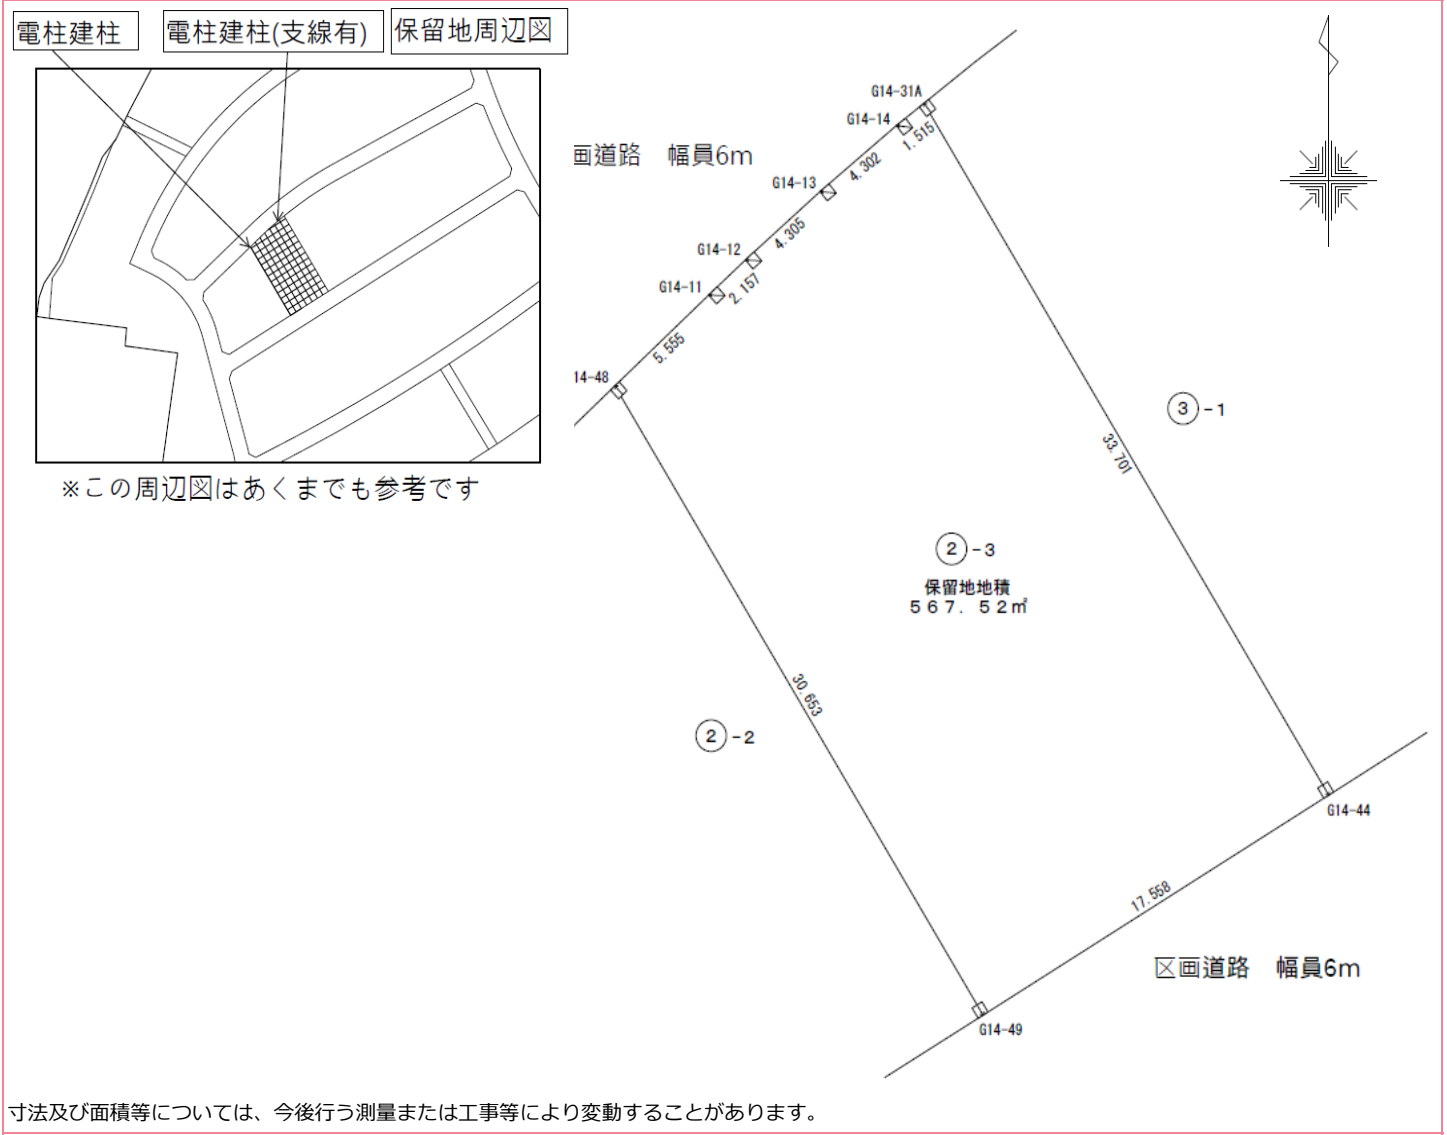 電柱建柱
電柱建柱(支線有)
保留地周辺図
※この周辺図はあくまでも参考です
画道路　幅員6m
G14-31A
G14-14
1.515
4.302
G14-13
4.305
G14-12
2.157
G14-11
5.555
14-48
33.701
③-1
②-3
保留地地積
567.52㎡
30.653
②-2
G14-44
17.558
区画道路　幅員6m
G14-49
寸法及び面積等については、今後行う測量または工事等により変動することがあります。